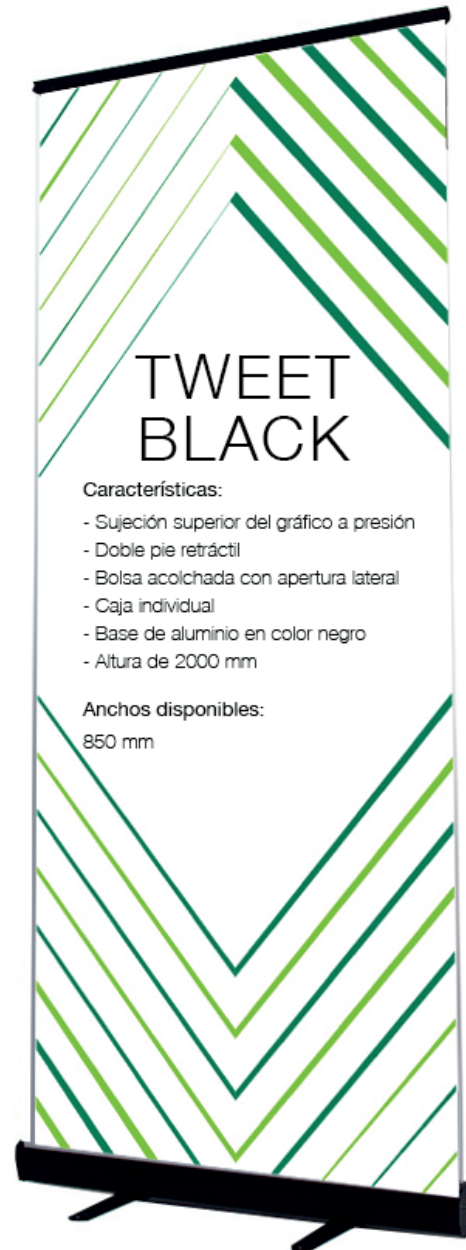 TWEET
BLACK
Características:
- Sujeción superior del gráfico a presión
- Doble pie retráctil
- Bolsa acolchada con apertura lateral
- Caja individual
- Base de aluminio en color negro
- Altura de 2000 mm
Anchos disponibles:
850 mm